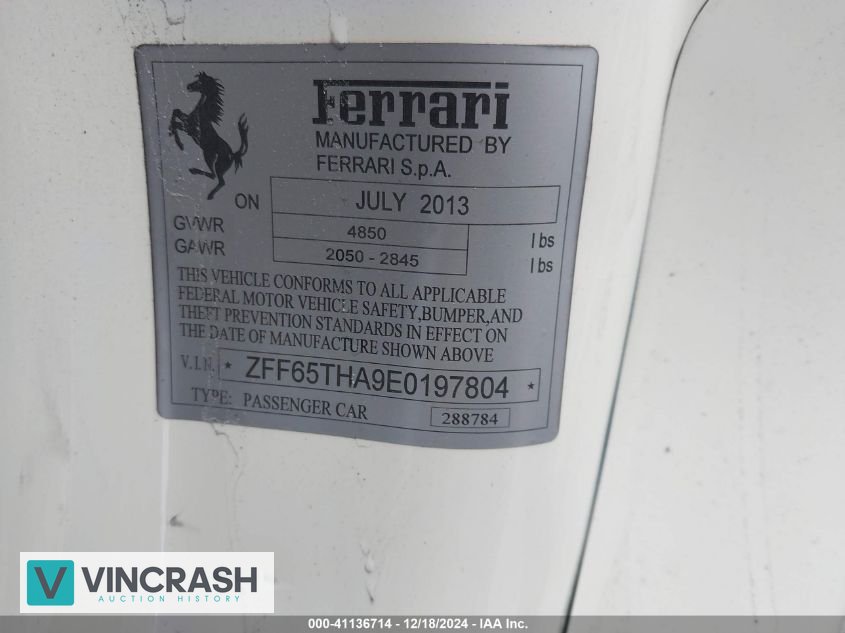 Ferrari
MANUFACTURED BY
FERRARI S.p.A.
ON JULY 2013
GVWR 4850 lbs
GAWR 2050 - 2845 lbs
THIS VEHICLE CONFORMS TO ALL APPLICABLE
FEDERAL MOTOR VEHICLE SAFETY,BUMPER,AND
THEFT PREVENTION STANDARDS IN EFFECT ON
THE DATE OF MANUFACTURE SHOWN ABOVE
V.I.N. * ZFF65THA9E0197804 *
TYPE: PASSENGER CAR 288784
V VINCRASH
AUCTION HISTORY
000-41136714 - 12/18/2024 - IAA Inc.